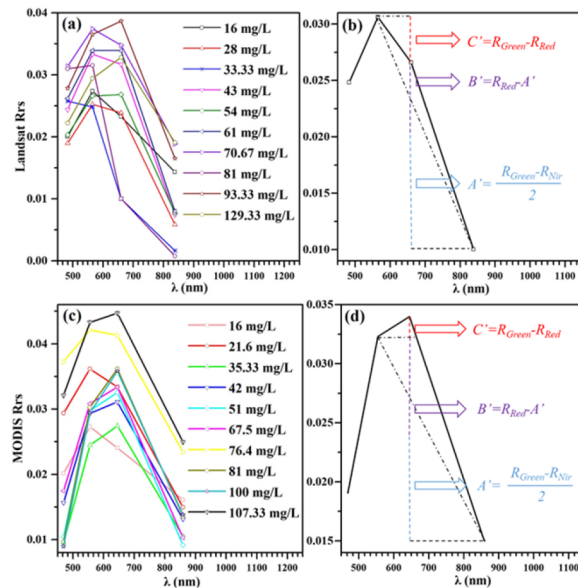 (a)
16 mg/L
28 mg/L
33.33 mg/L
43 mg/L
54 mg/L
61 mg/L
70.67 mg/L
81 mg/L
93.33 mg/L
129.33 mg/L
Landsat Rrs
0.04
0.03
0.02
0.01
0.00
500 600 700 800 900 1000 1100 1200
λ (nm)
(b)
C'=RGreen-RRed
B'=RRed-A'
A'= RGreen-RNir
2
0.030
0.025
0.020
0.015
0.010
500 600 700 800 900 1000 1100
λ (nm)
(c)
16 mg/L
21.6 mg/L
35.33 mg/L
42 mg/L
51 mg/L
67.5 mg/L
76.4 mg/L
81 mg/L
100 mg/L
107.33 mg/L
MODIS Rrs
0.04
0.03
0.02
0.01
500 600 700 800 900 1000 1100 1200
λ (nm)
(d)
C'=RGreen-RRed
B'=RRed-A'
A'= RGreen-RNir
2
0.035
0.030
0.025
0.020
0.015
500 600 700 800 900 1000 1100
λ (nm)